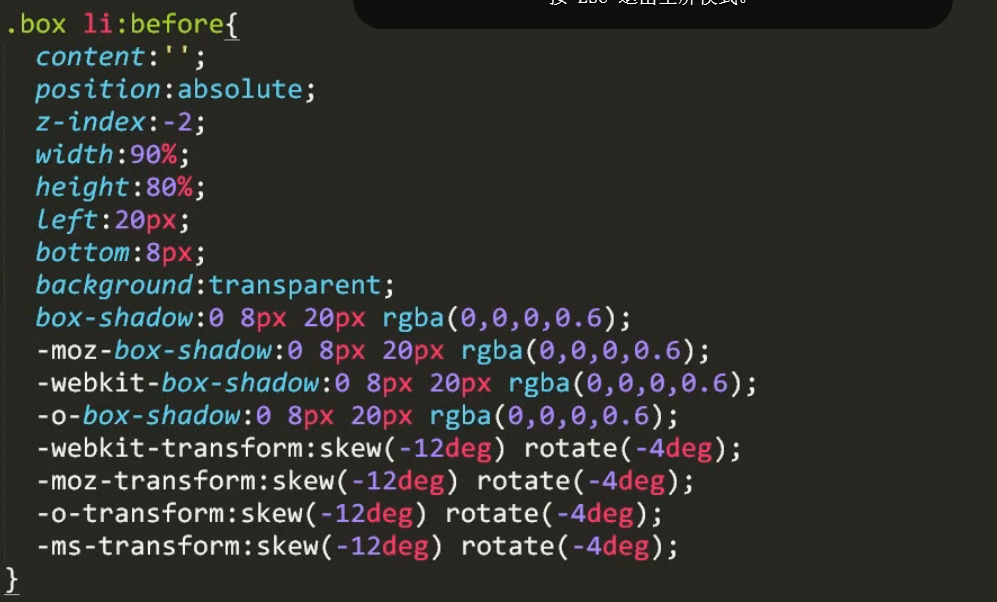 按 Esc 退出全屏模式。
.box li:before{
content:'';
position:absolute;
z-index:-2;
width:90%;
height:80%;
left:20px;
bottom:8px;
background:transparent;
box-shadow:0 8px 20px rgba(0,0,0,0.6);
-moz-box-shadow:0 8px 20px rgba(0,0,0,0.6);
-webkit-box-shadow:0 8px 20px rgba(0,0,0,0.6);
-o-box-shadow:0 8px 20px rgba(0,0,0,0.6);
-webkit-transform:skew(-12deg) rotate(-4deg);
-moz-transform:skew(-12deg) rotate(-4deg);
-o-transform:skew(-12deg) rotate(-4deg);
-ms-transform:skew(-12deg) rotate(-4deg);
}